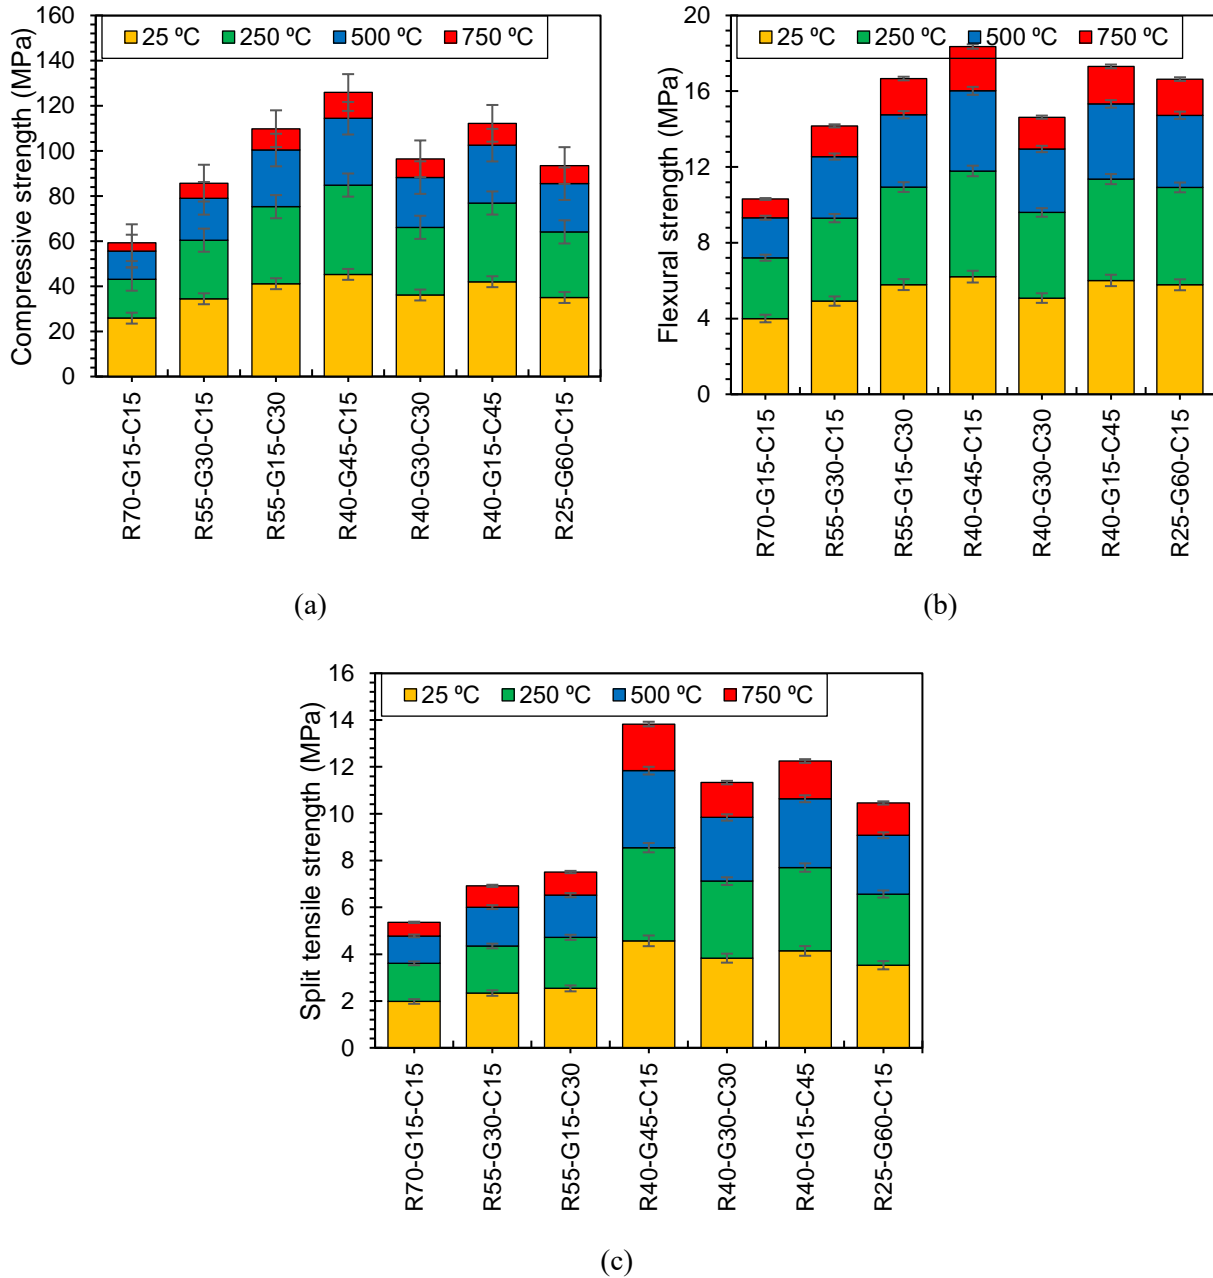 Compressive strength (MPa)
160
140
120
100
80
60
40
20
0
25 ºC 250 ºC 500 ºC 750 ºC
R70-G15-C15
R55-G30-C15
R55-G15-C30
R40-G45-C15
R40-G30-C30
R40-G15-C45
R25-G60-C15
(a)
Flexural strength (MPa)
20
16
12
8
4
0
25 ºC 250 ºC 500 ºC 750 ºC
R70-G15-C15
R55-G30-C15
R55-G15-C30
R40-G45-C15
R40-G30-C30
R40-G15-C45
R25-G60-C15
(b)
Split tensile strength (MPa)
16
14
12
10
8
6
4
2
0
25 ºC 250 ºC 500 ºC 750 ºC
R70-G15-C15
R55-G30-C15
R55-G15-C30
R40-G45-C15
R40-G30-C30
R40-G15-C45
R25-G60-C15
(c)